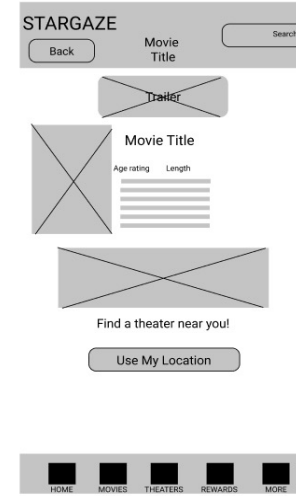 STARGAZE
Back
Movie
Title
Search
Trailer
Movie Title
Age rating Length
Find a theater near you!
Use My Location
HOME MOVIES THEATERS REWARDS MORE